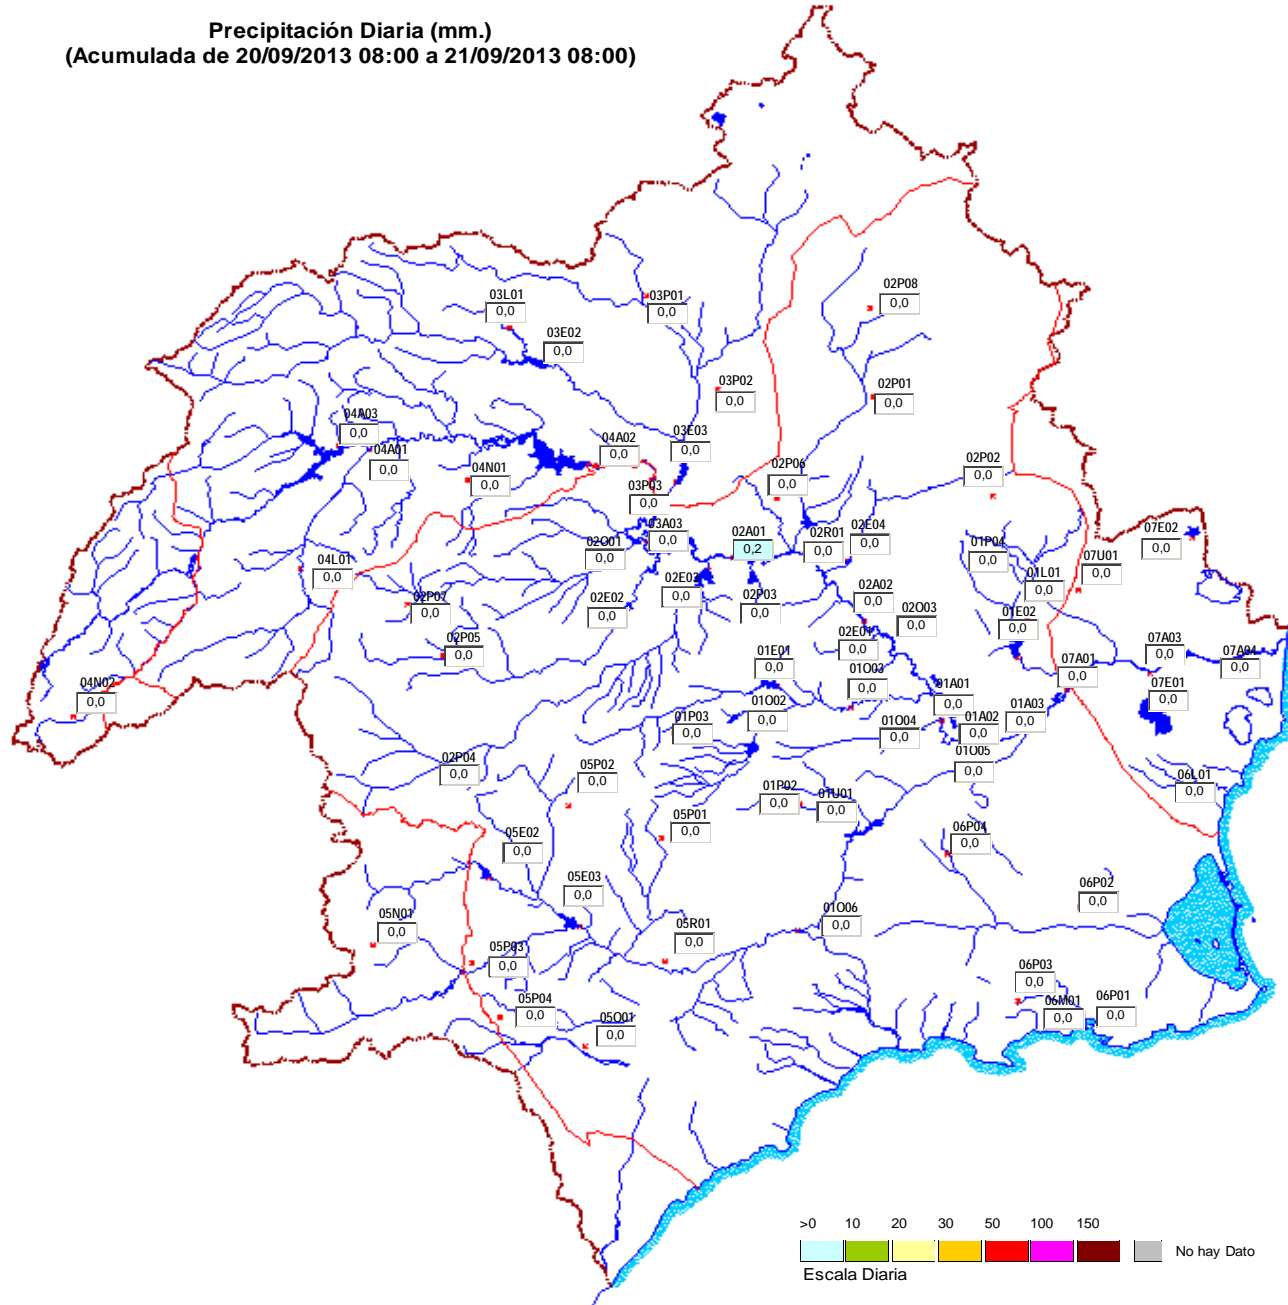 Precipitación Diaria (mm.)
(Acumulada de 20/09/2013 08:00 a 21/09/2013 08:00)
02P08
0,0
03L01
0,0
03P01
0,0
03E02
0,0
03P02
0,0
02P01
0,0
04A03
0,0
04A01
0,0
04A02
0,0
03E03
0,0
04N01
0,0
02P06
0,0
02P02
0,0
03P03
0,0
03A03
0,0
02O01
0,0
02A01
0,2
02R01
0,0
02E04
0,0
01P04
0,0
07E02
0,0
07U01
0,0
04L01
0,0
02E03
0,0
01L01
0,0
02P07
0,0
02E02
0,0
02P03
0,0
02A02
0,0
02O03
0,0
01E02
0,0
02P05
0,0
02E01
0,0
01E01
0,0
07A03
0,0
07A04
0,0
07A01
0,0
01O03
0,0
07E01
0,0
04N02
0,0
01A01
0,0
01O02
0,0
01P03
0,0
01O04
0,0
01A02
0,0
01A03
0,0
01O05
0,0
02P04
0,0
05P02
0,0
06L01
0,0
01P02
0,0
01U01
0,0
05P01
0,0
05E02
0,0
06P04
0,0
05E03
0,0
06P02
0,0
05N01
0,0
01O06
0,0
05R01
0,0
05P03
0,0
06P03
0,0
05P04
0,0
06M01
0,0
06P01
0,0
05O01
0,0
>0 10 20 30 50 100 150
No hay Dato
Escala Diaria